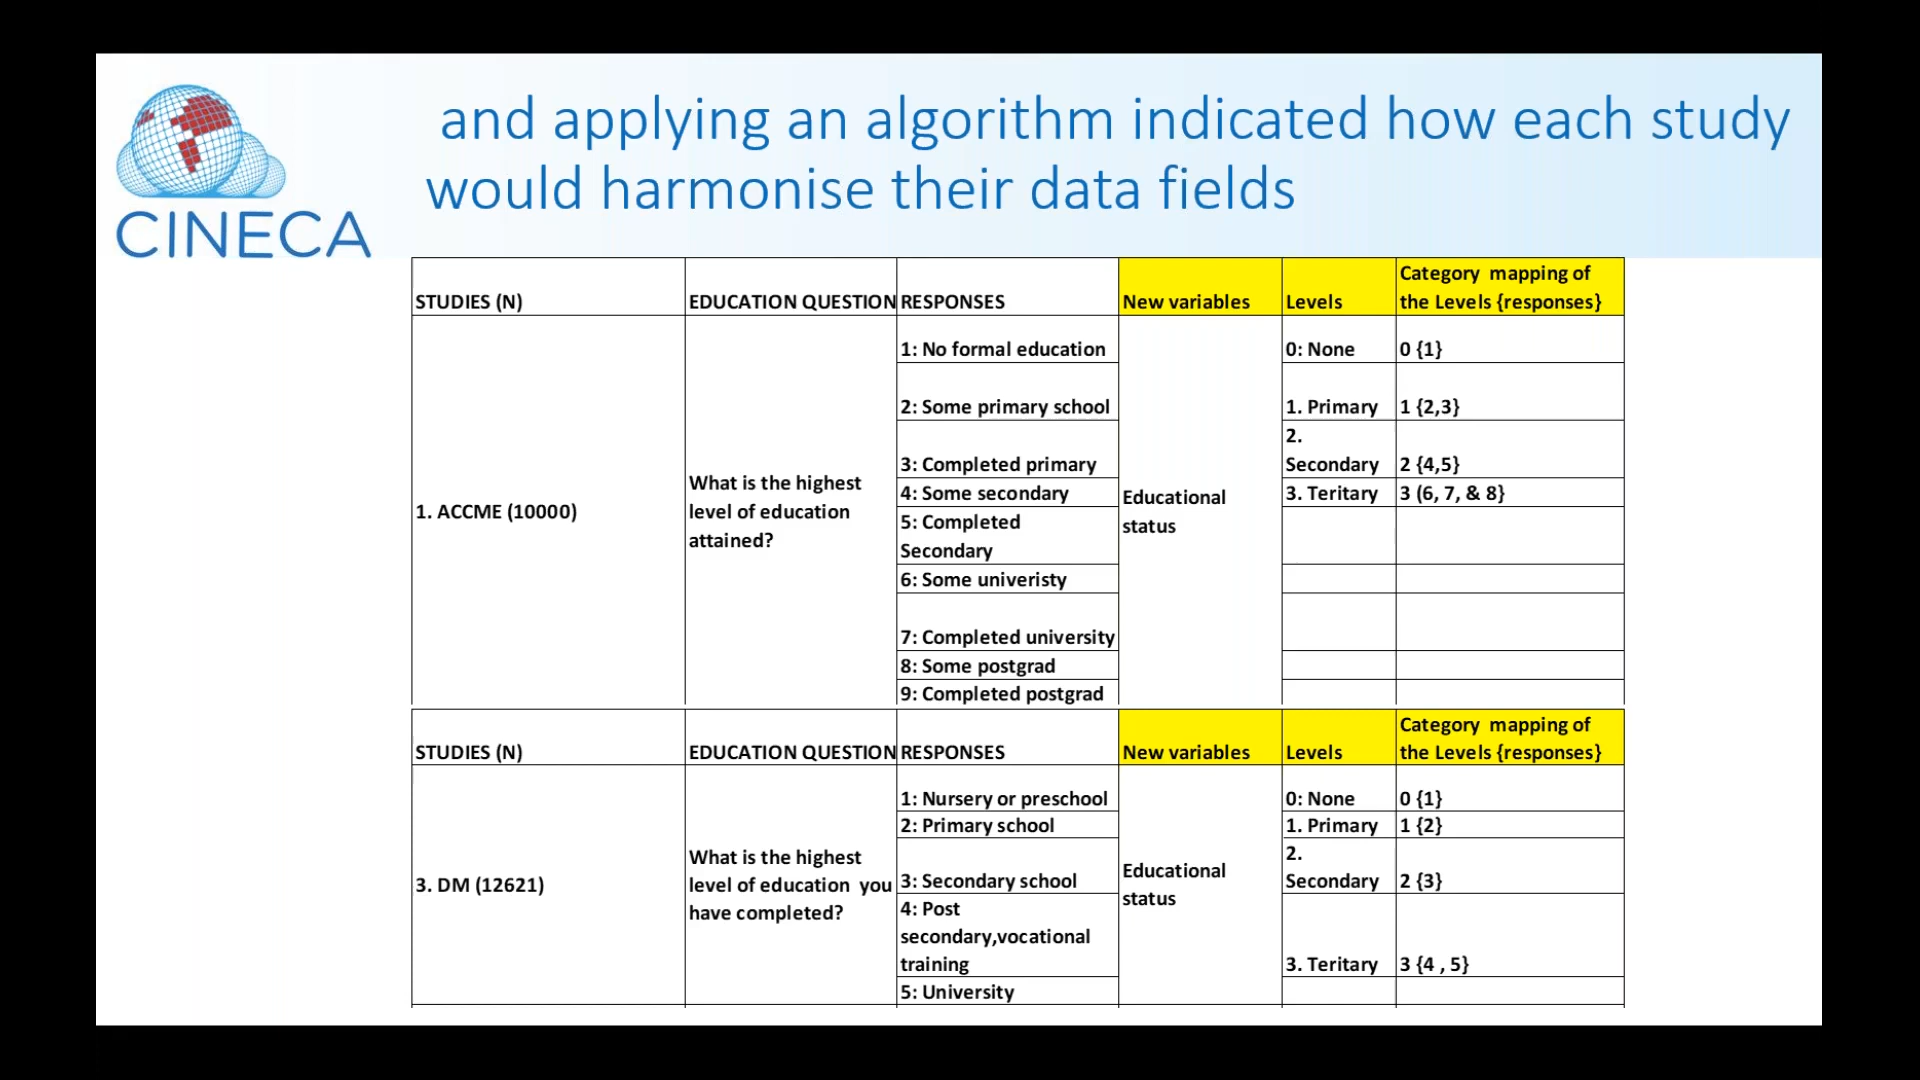 CINECA
and applying an algorithm indicated how each study
would harmonise their data fields
STUDIES (N) EDUCATION QUESTION RESPONSES New variables Levels Category mapping of
the Levels {responses}
1. ACCME (10000)
What is the highest
level of education
attained?
1: No formal education
2: Some primary school
3: Completed primary
4: Some secondary
5: Completed
Secondary
6: Some univeristy
7: Completed university
8: Some postgrad
9: Completed postgrad
Educational
status
0: None 0 {1}
1. Primary 1 {2,3}
2.
Secondary 2 {4,5}
3. Teritary 3 (6, 7, & 8}
STUDIES (N) EDUCATION QUESTION RESPONSES New variables Levels Category mapping of
the Levels {responses}
3. DM (12621)
What is the highest
level of education you
have completed?
1: Nursery or preschool
2: Primary school
3: Secondary school
4: Post
secondary,vocational
training
5: University
Educational
status
0: None 0 {1}
1. Primary 1 {2}
2.
Secondary 2 {3}
3. Teritary 3 {4 , 5}